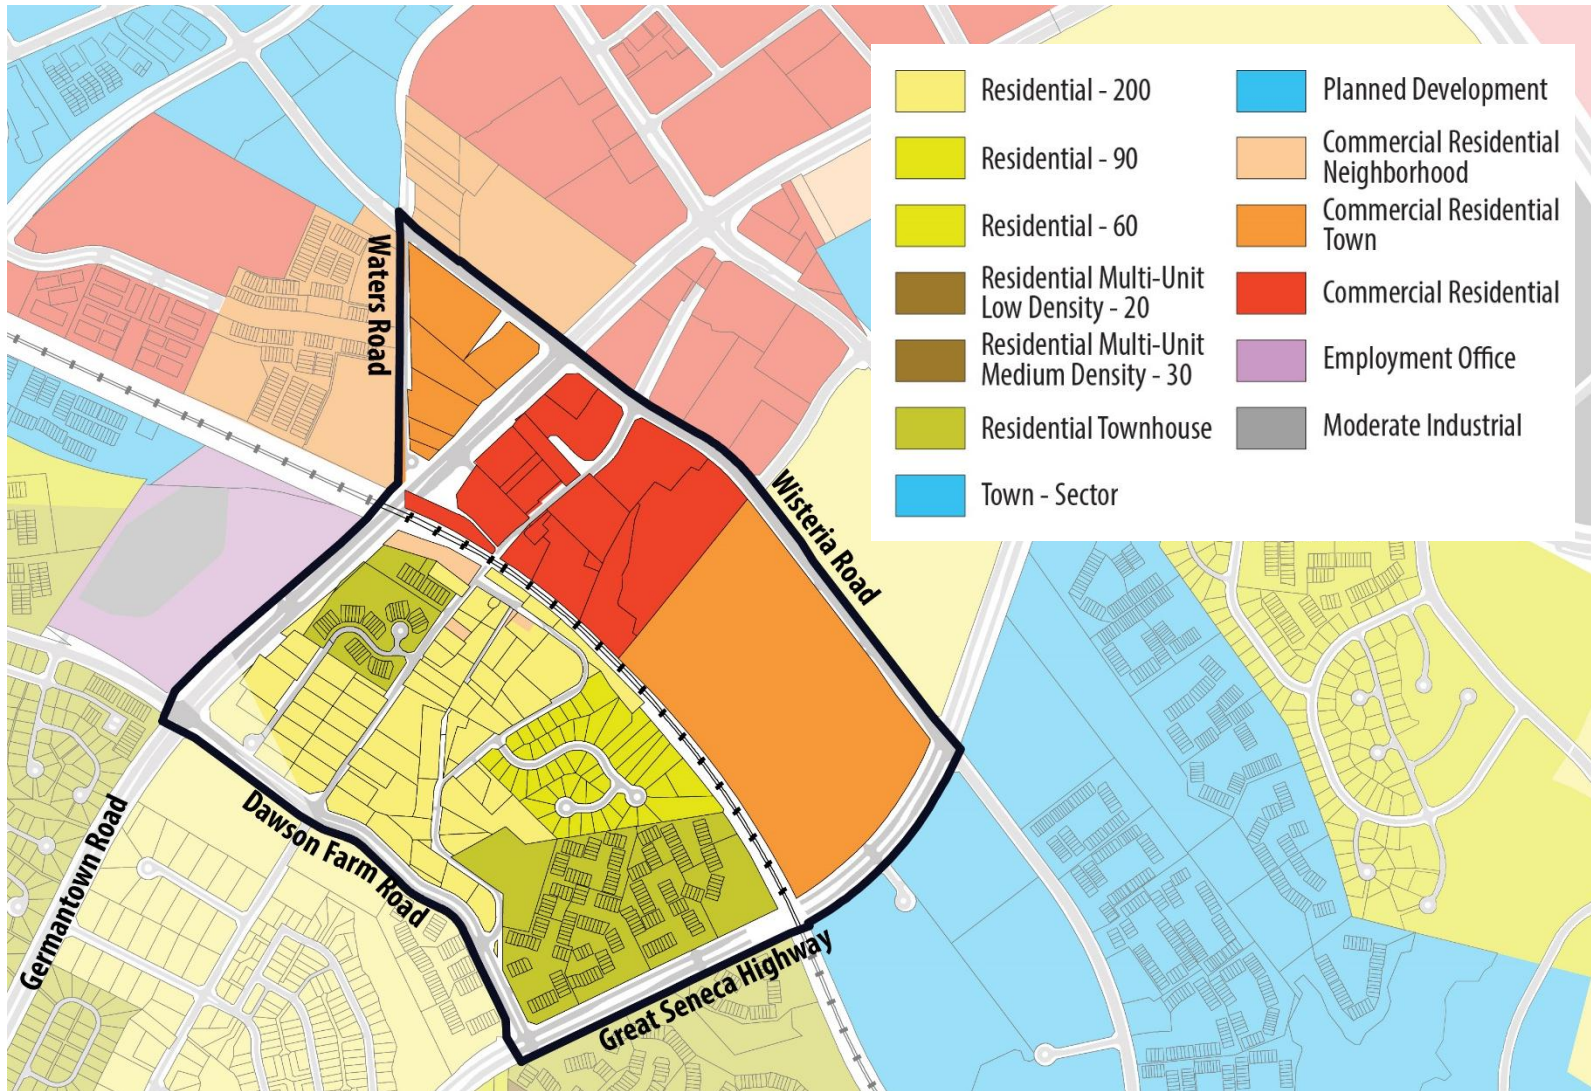 Residential - 200
Residential - 90
Residential - 60
Residential Multi-Unit
Low Density - 20
Residential Multi-Unit
Medium Density - 30
Residential Townhouse
Town - Sector
Planned Development
Commercial Residential
Neighborhood
Commercial Residential
Town
Commercial Residential
Employment Office
Moderate Industrial
Waters Road
Wisteria Road
Germantown Road
Dawson Farm Road
Great Seneca Highway